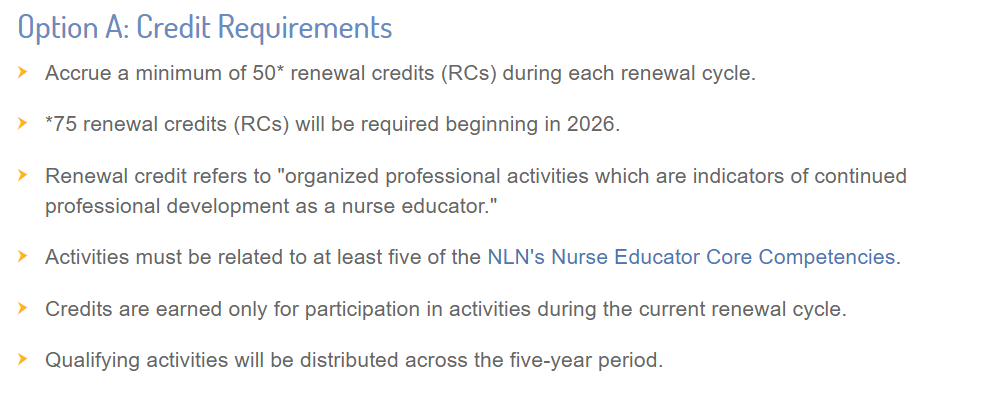 Option A: Credit Requirements
Accrue a minimum of 50* renewal credits (RCs) during each renewal cycle.
*75 renewal credits (RCs) will be required beginning in 2026.
Renewal credit refers to "organized professional activities which are indicators of continued
professional development as a nurse educator."
Activities must be related to at least five of the NLN's Nurse Educator Core Competencies.
Credits are earned only for participation in activities during the current renewal cycle.
Qualifying activities will be distributed across the five-year period.